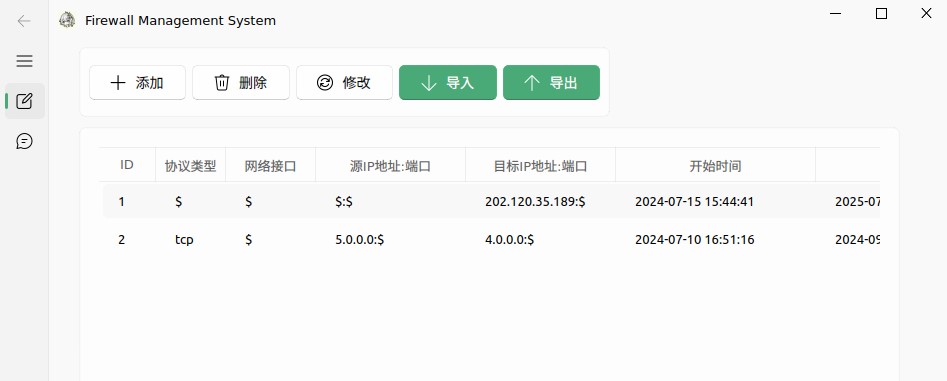 Firewall Management System
添加 删除 修改 导入 导出
ID 协议类型 网络接口 源IP地址:端口 目标IP地址:端口 开始时间
1 $ $ $:$ 202.120.35.189:$ 2024-07-15 15:44:41 2025-07
2 tcp $ 5.0.0.0:$ 4.0.0.0:$ 2024-07-10 16:51:16 2024-09